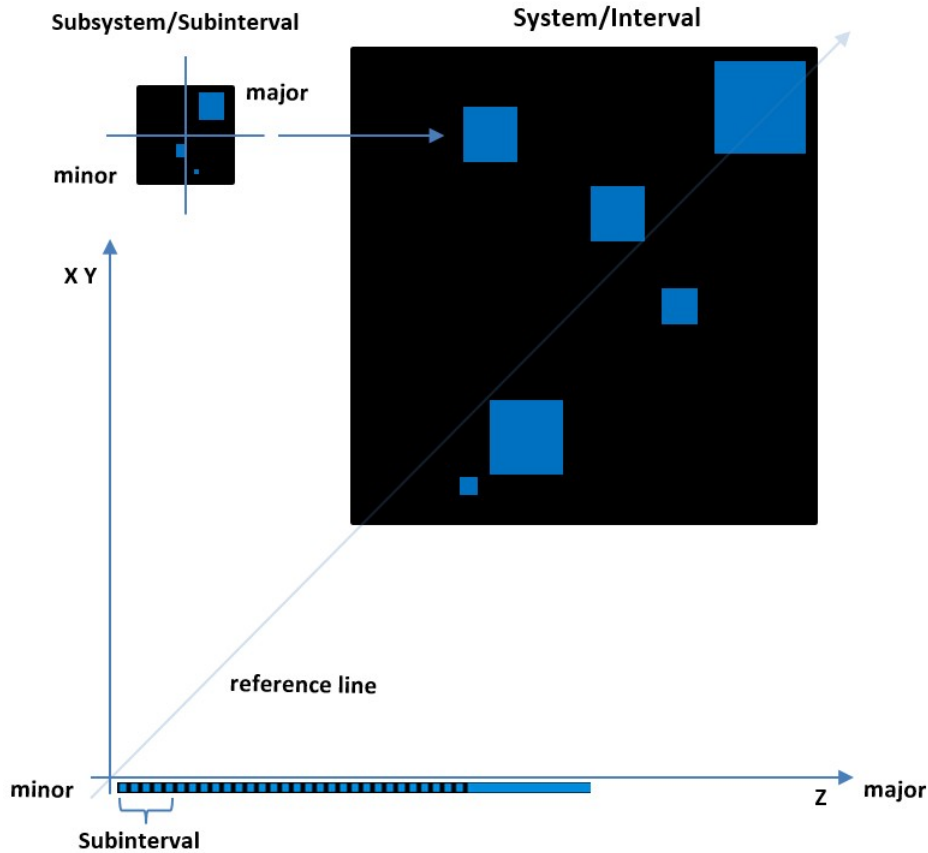 System/Interval
Subsystem/Subinterval
major
minor
X Y
reference line
minor
Z
major
Subinterval